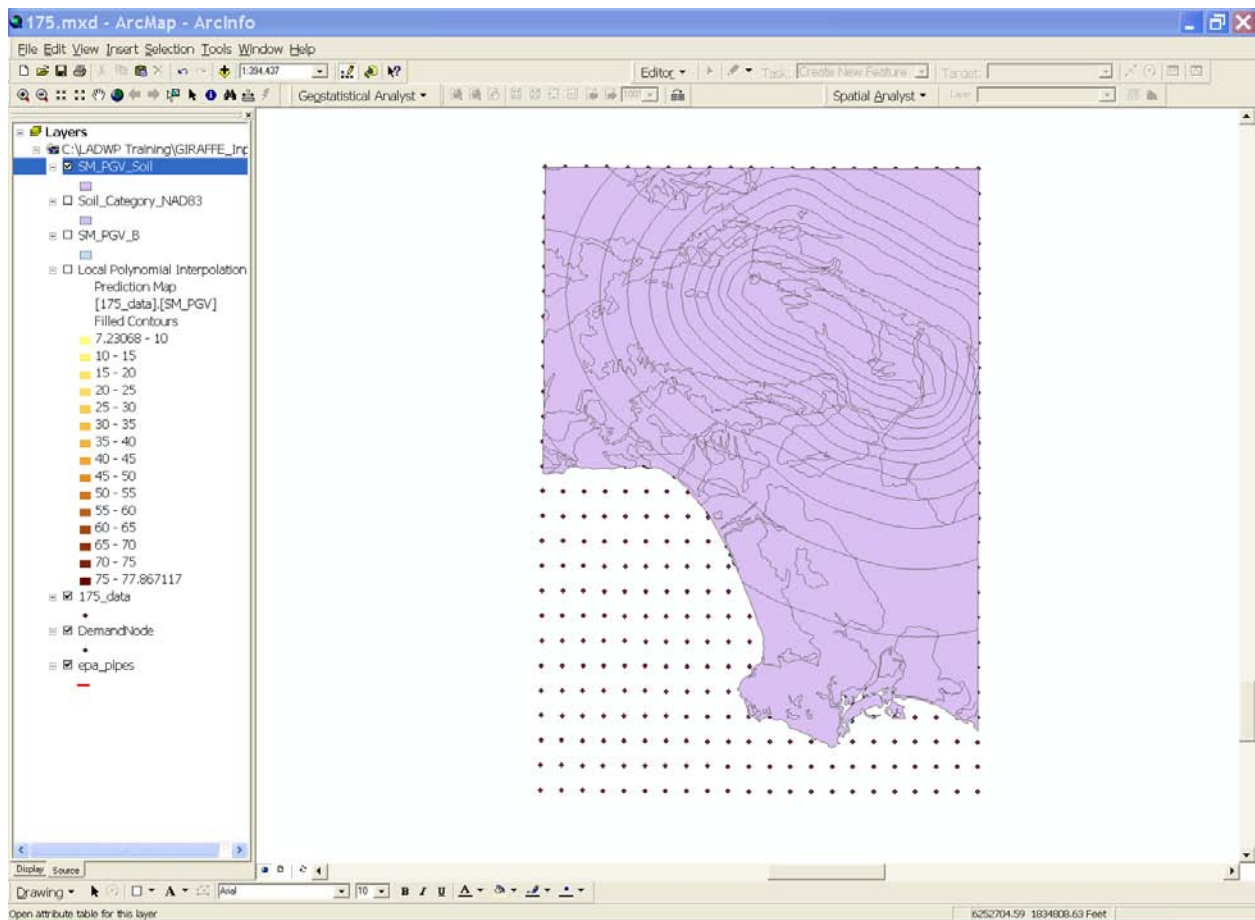 175.mxd - ArcMap - ArcInfo
File Edit View Insert Selection Tools Window Help
1:394,437
Editor
Task: Create New Feature
Target:
Geostatistical Analyst
100%
Spatial Analyst
Layer
Layers
C:\LADWP Training\GIRAFFE_Inp
SM_PGV_Soil
Soil_Category_NAD83
SM_PGV_B
Local Polynomial Interpolation
Prediction Map
[175_data].[SM_PGV]
Filled Contours
7.23068 - 10
10 - 15
15 - 20
20 - 25
25 - 30
30 - 35
35 - 40
40 - 45
45 - 50
50 - 55
55 - 60
60 - 65
65 - 70
70 - 75
75 - 77.867117
175_data
DemandNode
epa_pipes
Display Source
Drawing
A
Arial
10
B I U
A
Open attribute table for this layer
6252704.59 1834808.63 Feet